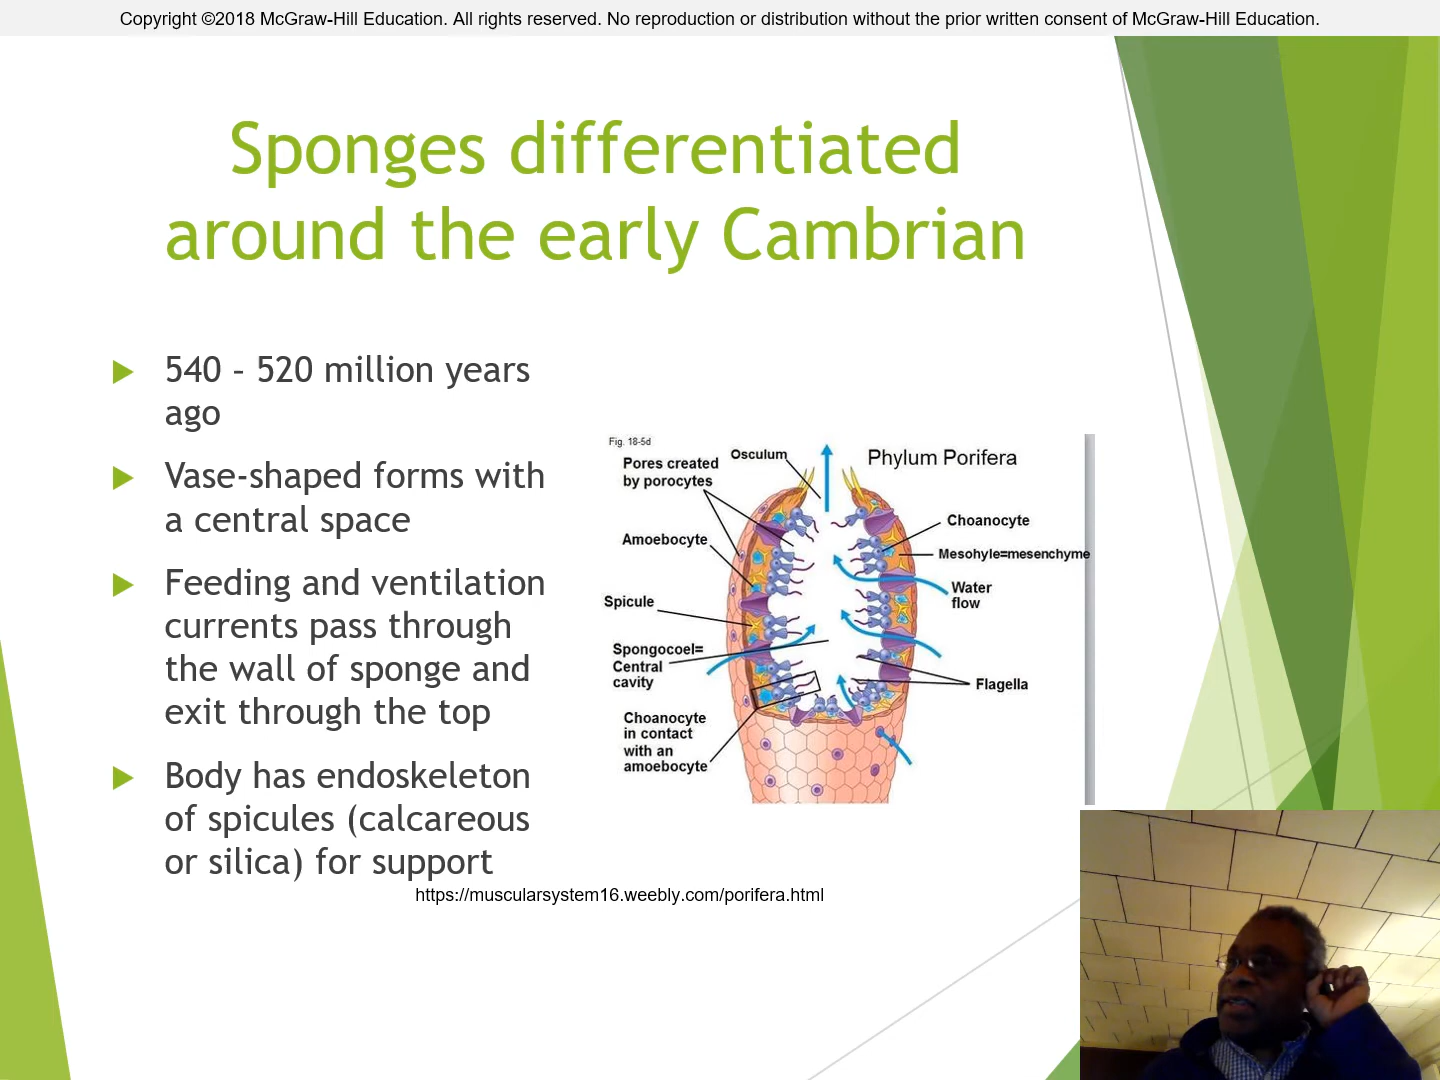 Copyright ©2018 McGraw-Hill Education. All rights reserved. No reproduction or distribution without the prior written consent of McGraw-Hill Education.
Sponges differentiated
around the early Cambrian
540 – 520 million years
ago
Vase-shaped forms with
a central space
Feeding and ventilation
currents pass through
the wall of sponge and
exit through the top
Body has endoskeleton
of spicules (calcareous
or silica) for support
Fig. 18-5d
Phylum Porifera
Osculum
Pores created
by porocytes
Amoebocyte
Spicule
Spongocoel=
Central
cavity
Choanocyte
in contact
with an
amoebocyte
Choanocyte
Mesohyle=mesenchyme
Water
flow
Flagella
https://muscularsystem16.weebly.com/porifera.html